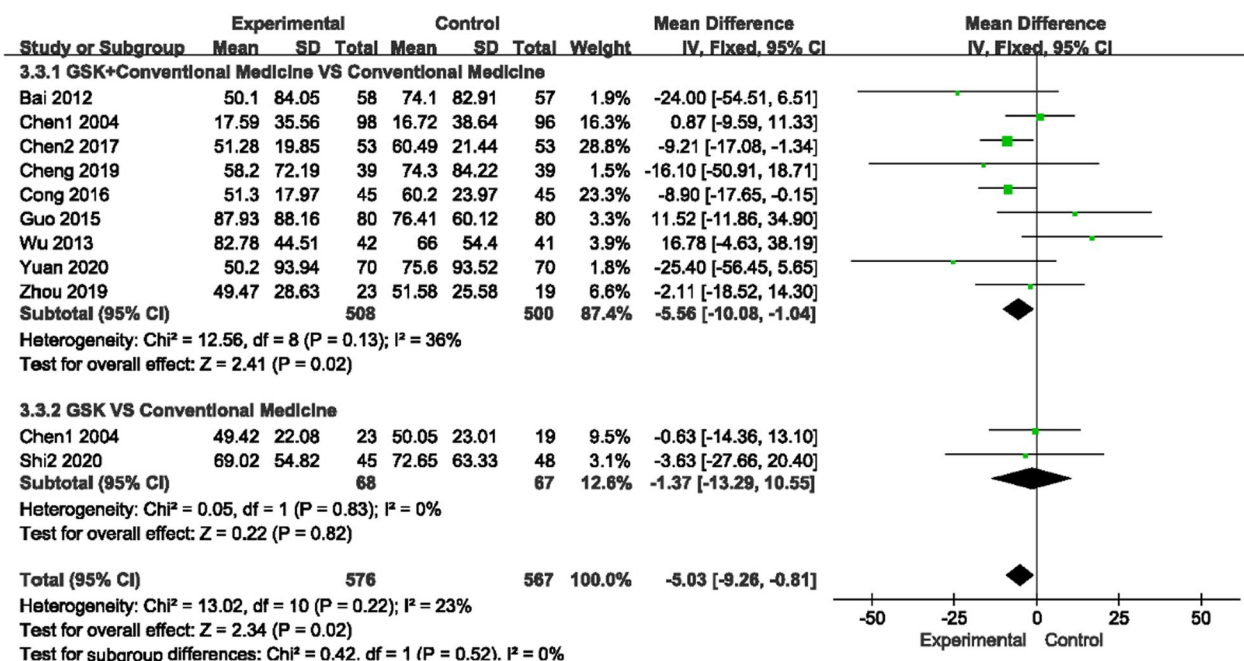 Experimental Control Mean Difference Mean Difference
Study or Subgroup Mean SD Total Mean SD Total Weight IV, Fixed, 95% CI IV, Fixed, 95% CI
3.3.1 GSK+Conventional Medicine VS Conventional Medicine
Bai 2012 50.1 84.05 58 74.1 82.91 57 1.9% -24.00 [-54.51, 6.51]
Chen1 2004 17.59 35.56 98 16.72 38.64 96 16.3% 0.87 [-9.59, 11.33]
Chen2 2017 51.28 19.85 53 60.49 21.44 53 28.8% -9.21 [-17.08, -1.34]
Cheng 2019 58.2 72.19 39 74.3 84.22 39 1.5% -16.10 [-50.91, 18.71]
Cong 2016 51.3 17.97 45 60.2 23.97 45 23.3% -8.90 [-17.65, -0.15]
Guo 2015 87.93 88.16 80 76.41 60.12 80 3.3% 11.52 [-11.86, 34.90]
Wu 2013 82.78 44.51 42 66 54.4 41 3.9% 16.78 [-4.63, 38.19]
Yuan 2020 50.2 93.94 70 75.6 93.52 70 1.8% -25.40 [-56.45, 5.65]
Zhou 2019 49.47 28.63 23 51.58 25.58 19 6.6% -2.11 [-18.52, 14.30]
Subtotal (95% CI) 508 500 87.4% -5.56 [-10.08, -1.04]
Heterogeneity: Chi² = 12.56, df = 8 (P = 0.13); I² = 36%
Test for overall effect: Z = 2.41 (P = 0.02)
3.3.2 GSK VS Conventional Medicine
Chen1 2004 49.42 22.08 23 50.05 23.01 19 9.5% -0.63 [-14.36, 13.10]
Shi2 2020 69.02 54.82 45 72.65 63.33 48 3.1% -3.63 [-27.66, 20.40]
Subtotal (95% CI) 68 67 12.6% -1.37 [-13.29, 10.55]
Heterogeneity: Chi² = 0.05, df = 1 (P = 0.83); I² = 0%
Test for overall effect: Z = 0.22 (P = 0.82)
Total (95% CI) 576 567 100.0% -5.03 [-9.26, -0.81]
Heterogeneity: Chi² = 13.02, df = 10 (P = 0.22); I² = 23%
Test for overall effect: Z = 2.34 (P = 0.02)
Test for subgroup differences: Chi² = 0.42, df = 1 (P = 0.52), I² = 0%
-50 -25 0 25 50
Experimental Control